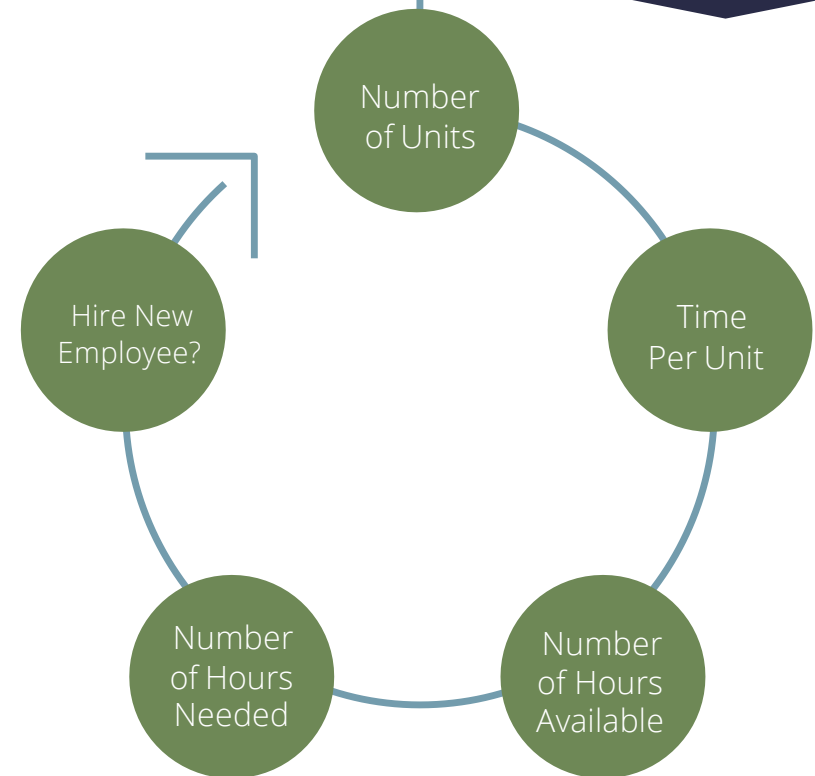 Number
of Units
Time
Per Unit
Number
of Hours
Available
Number
of Hours
Needed
Hire New
Employee?